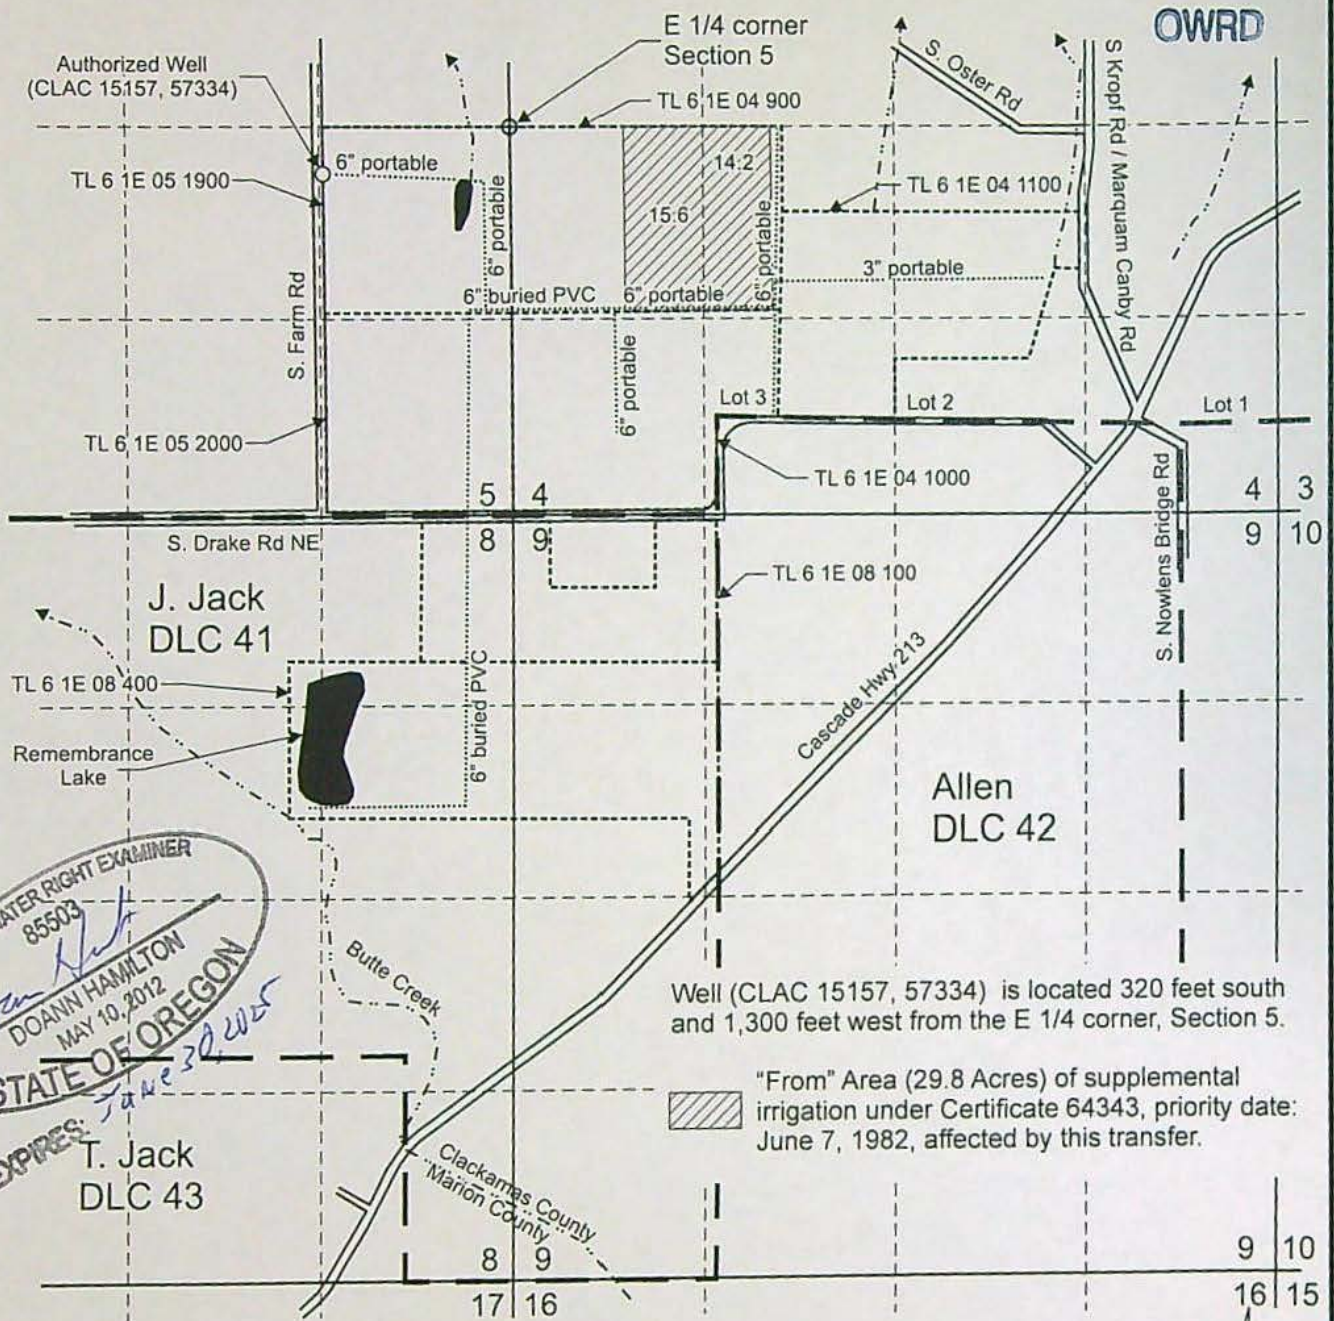 OWRD
E 1/4 corner
Section 5
Authorized Well
(CLAC 15157, 57334)
S. Oster Rd
S Kropf Rd / Marquam Canby Rd
TL 6 1E 04 900
6" portable
14.2
TL 6 1E 05 1900
TL 6 1E 04 1100
15.6
6" portable
6" portable
3" portable
6" buried PVC
6" portable
S. Farm Rd
6" portable
Lot 3
Lot 2
Lot 1
TL 6 1E 05 2000
TL 6 1E 04 1000
S. Nowlens Bridge Rd
5 4
4 3
S. Drake Rd NE
8 9
9 10
TL 6 1E 08 100
J. Jack
DLC 41
Cascade Hwy 213
TL 6 1E 08 400
6" buried PVC
Remembrance
Lake
Allen
DLC 42
WATER RIGHT EXAMINER
85503
DOANN HAMILTON
MAY 10, 2012
STATE OF OREGON
EXPIRES: June 30, 2025
Butte Creek
Well (CLAC 15157, 57334) is located 320 feet south
and 1,300 feet west from the E 1/4 corner, Section 5.
"From" Area (29.8 Acres) of supplemental
irrigation under Certificate 64343, priority date:
June 7, 1982, affected by this transfer.
T. Jack
DLC 43
Clackamas County
Marion County
8 9
9 10
17 16
16 15